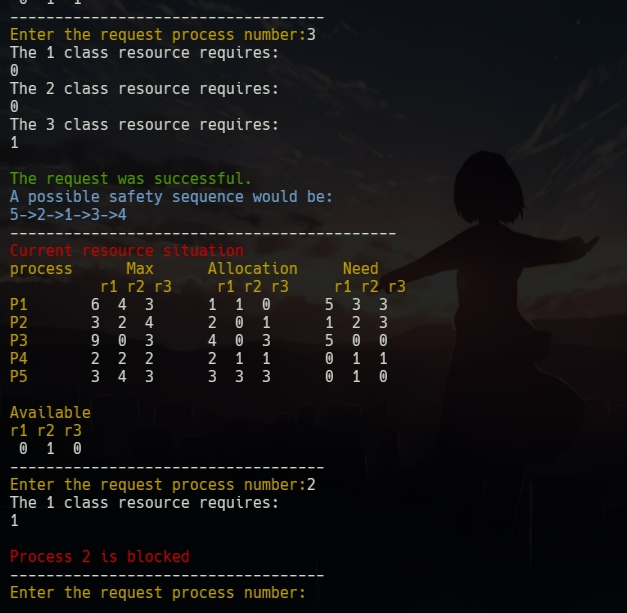 0 1 1
-----------------------------------
Enter the request process number:3
The 1 class resource requires:
0
The 2 class resource requires:
0
The 3 class resource requires:
1
The request was successful.
A possible safety sequence would be:
5->2->1->3->4
-------------------------------------------
Current resource situation
process Max Allocation Need
r1 r2 r3 r1 r2 r3 r1 r2 r3
P1 6 4 3 1 1 0 5 3 3
P2 3 2 4 2 0 1 1 2 3
P3 9 0 3 4 0 3 5 0 0
P4 2 2 2 2 1 1 0 1 1
P5 3 4 3 3 3 3 0 1 0
Available
r1 r2 r3
0 1 0
-----------------------------------
Enter the request process number:2
The 1 class resource requires:
1
Process 2 is blocked
-----------------------------------
Enter the request process number: